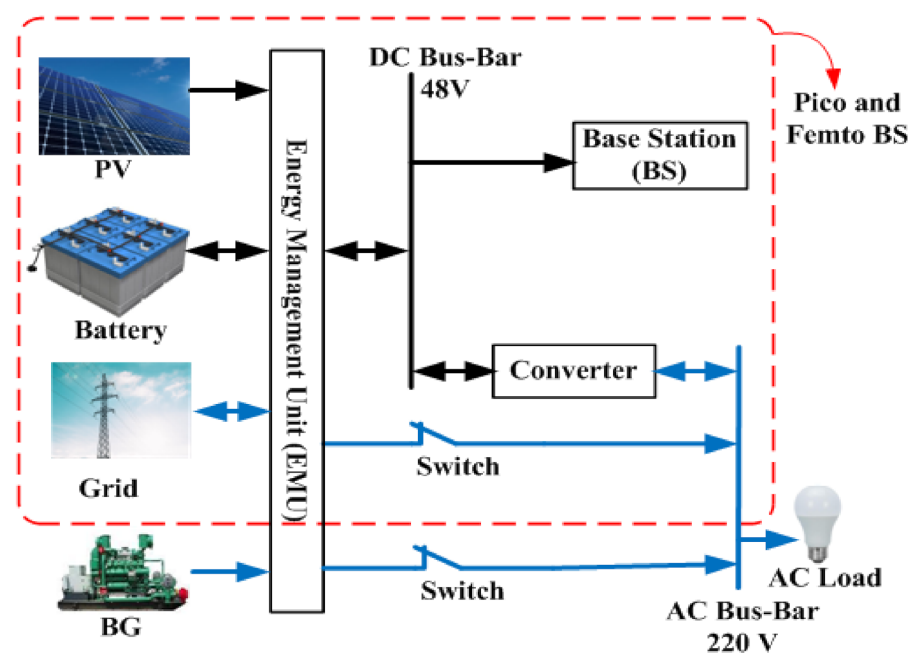 DC Bus-Bar
48V
Pico and
Femto BS
PV
Base Station
(BS)
Energy Management Unit (EMU)
Battery
Converter
Grid
Switch
BG
Switch
AC Load
AC Bus-Bar
220 V